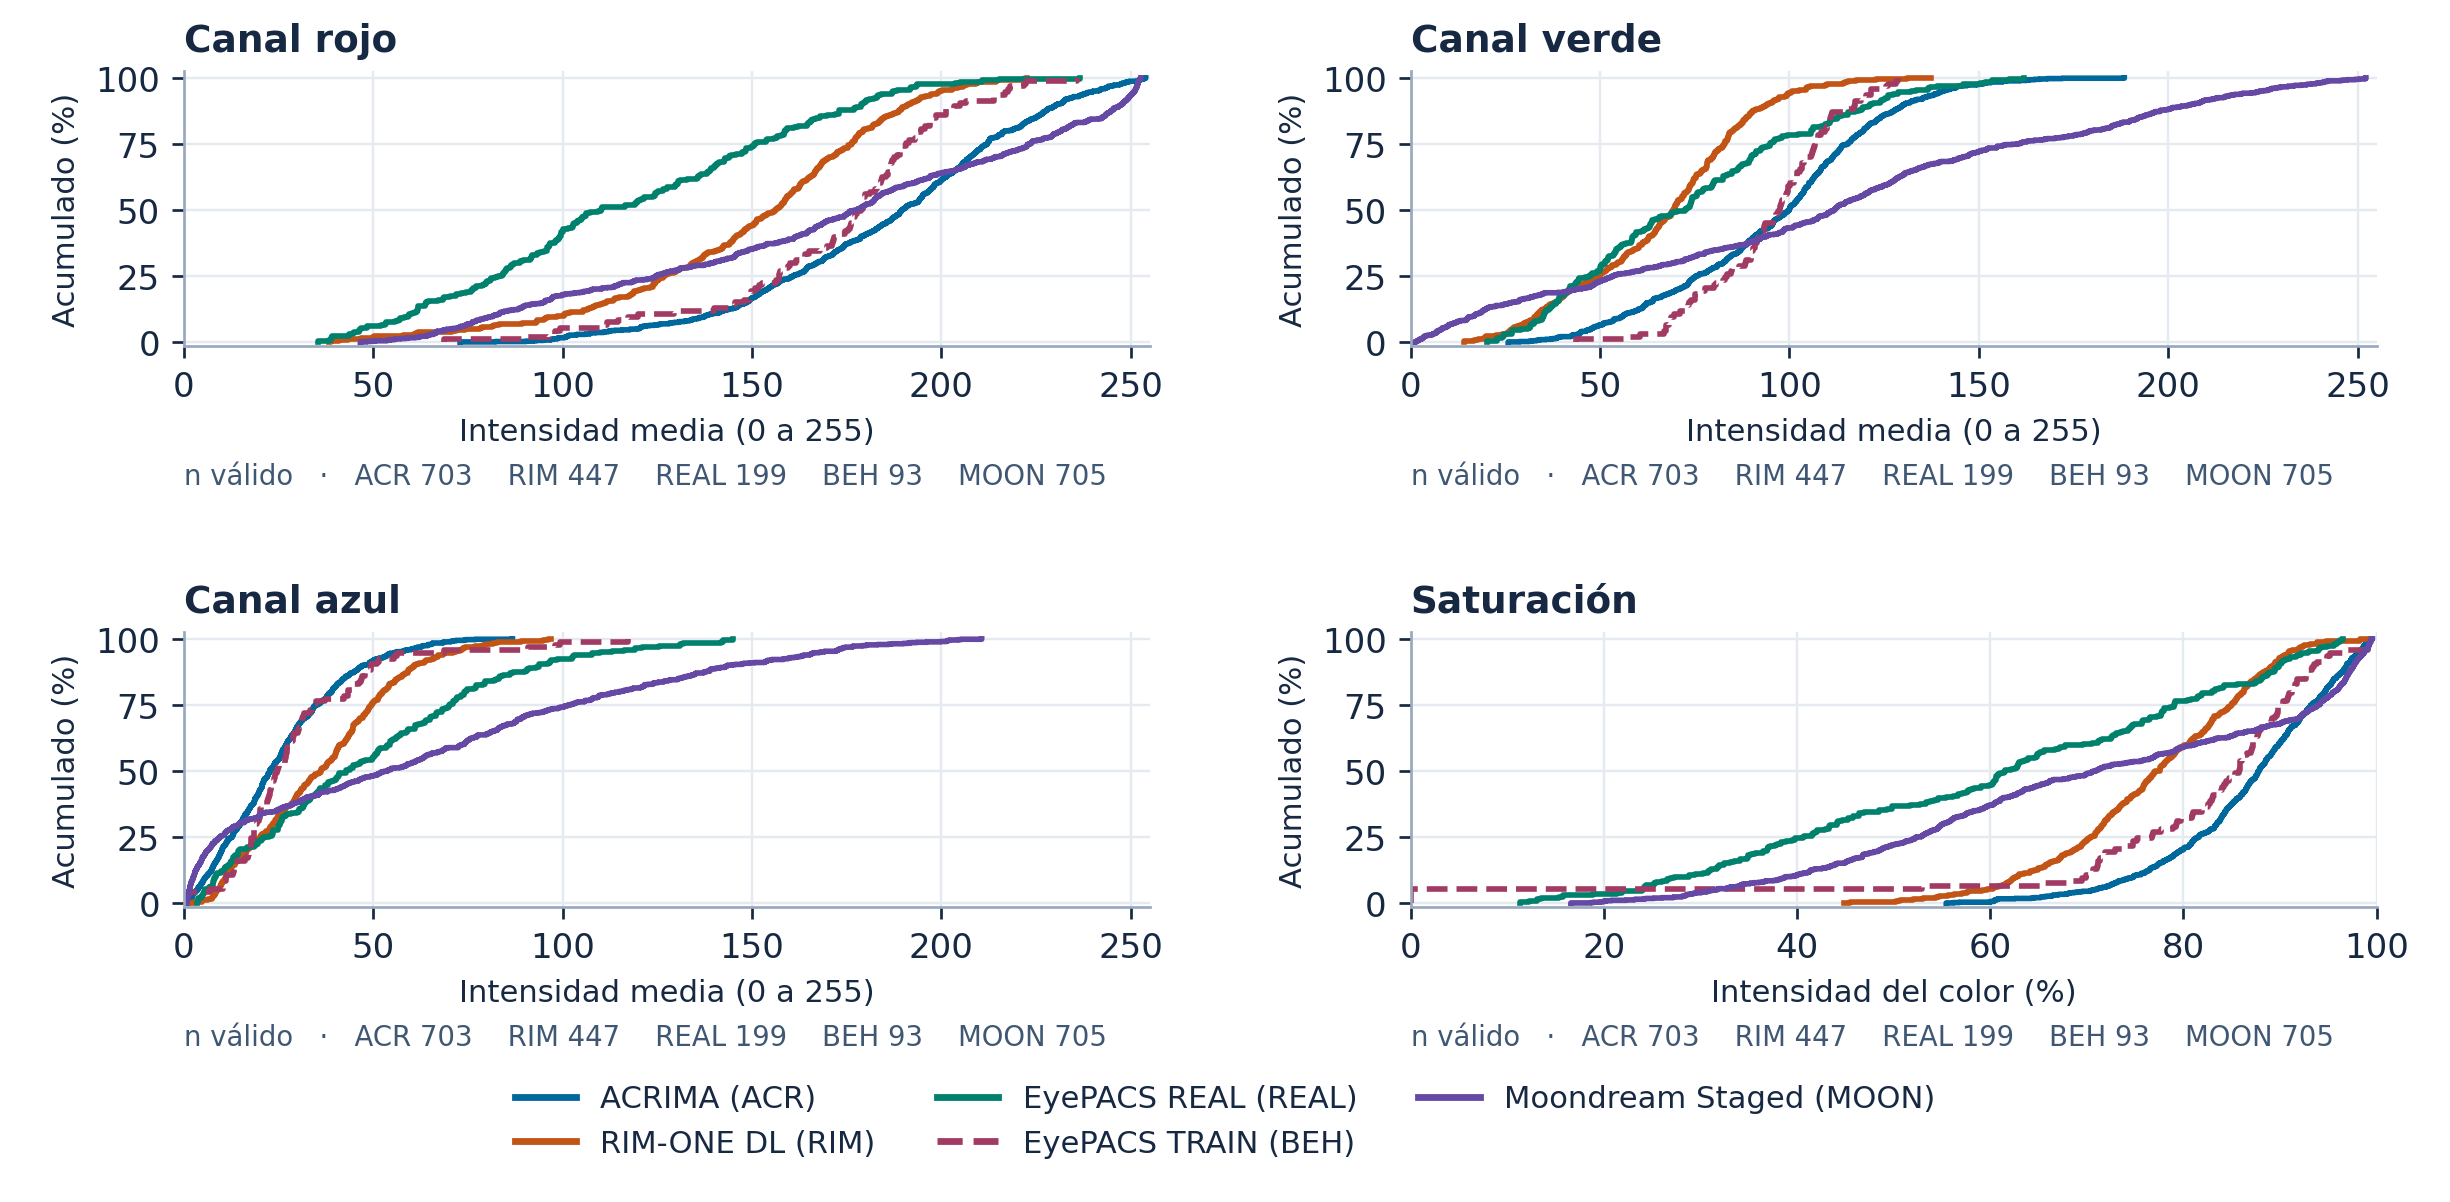 Canal rojo
100
75
50
25
0
Acumulado (%)
0 50 100 150 200 250
Intensidad media (0 a 255)
n válido · ACR 703 RIM 447 REAL 199 BEH 93 MOON 705
Canal verde
100
75
50
25
0
Acumulado (%)
0 50 100 150 200 250
Intensidad media (0 a 255)
n válido · ACR 703 RIM 447 REAL 199 BEH 93 MOON 705
Canal azul
100
75
50
25
0
Acumulado (%)
0 50 100 150 200 250
Intensidad media (0 a 255)
n válido · ACR 703 RIM 447 REAL 199 BEH 93 MOON 705
Saturación
100
75
50
25
0
Acumulado (%)
0 20 40 60 80 100
Intensidad del color (%)
n válido · ACR 703 RIM 447 REAL 199 BEH 93 MOON 705
ACRIMA (ACR) EyePACS REAL (REAL) Moondream Staged (MOON)
RIM-ONE DL (RIM) EyePACS TRAIN (BEH)